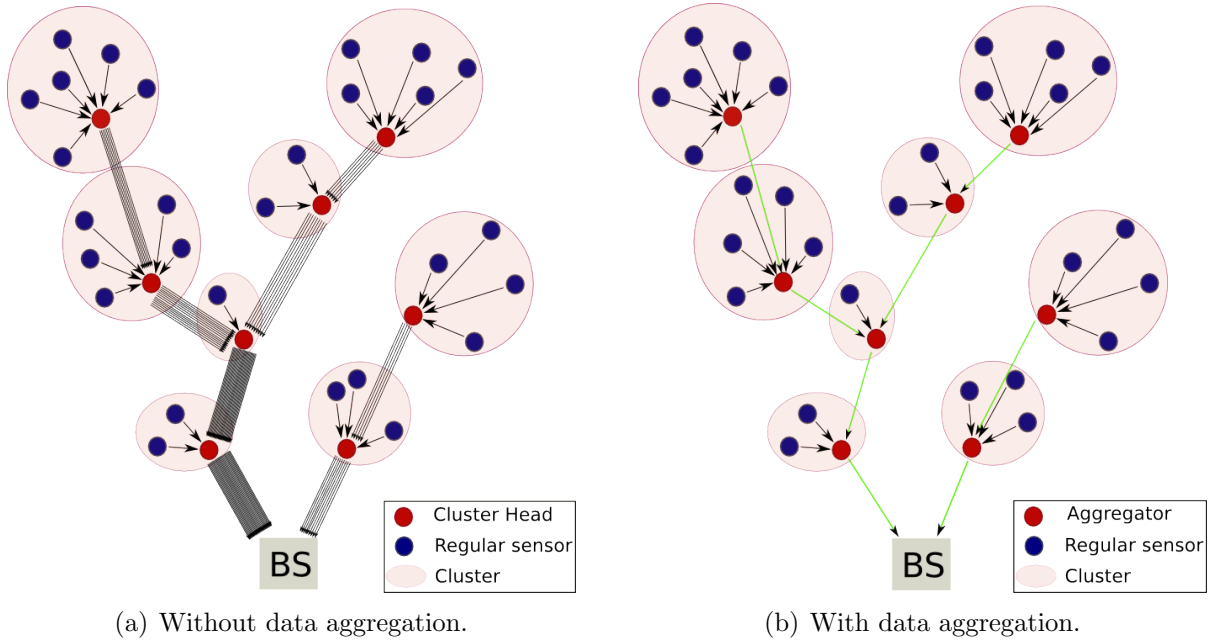 BS
Cluster Head
Regular sensor
Cluster
(a) Without data aggregation.
BS
Aggregator
Regular sensor
Cluster
(b) With data aggregation.